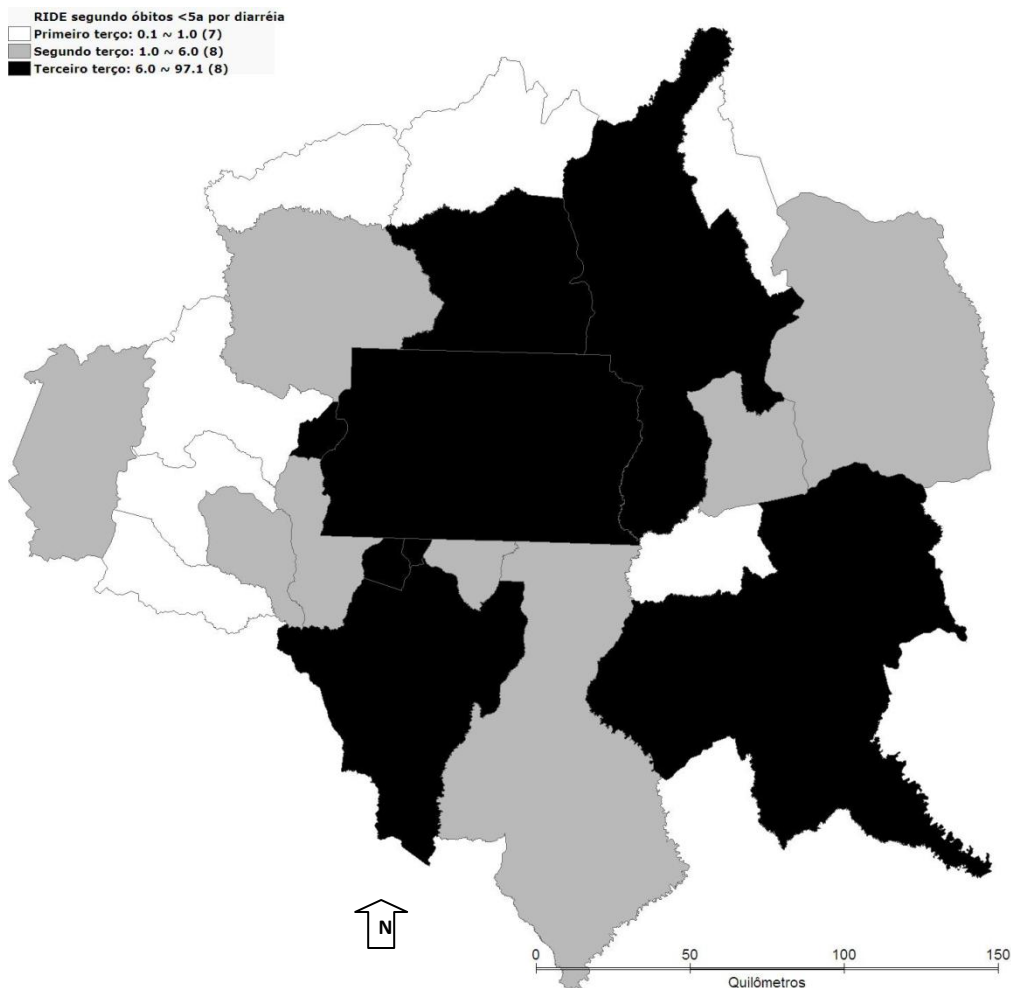 RIDE segundo óbitos <5a por diarréia
Primeiro terço: 0.1 ~ 1.0 (7)
Segundo terço: 1.0 ~ 6.0 (8)
Terceiro terço: 6.0 ~ 97.1 (8)
N
0 50 100 150
Quilômetros